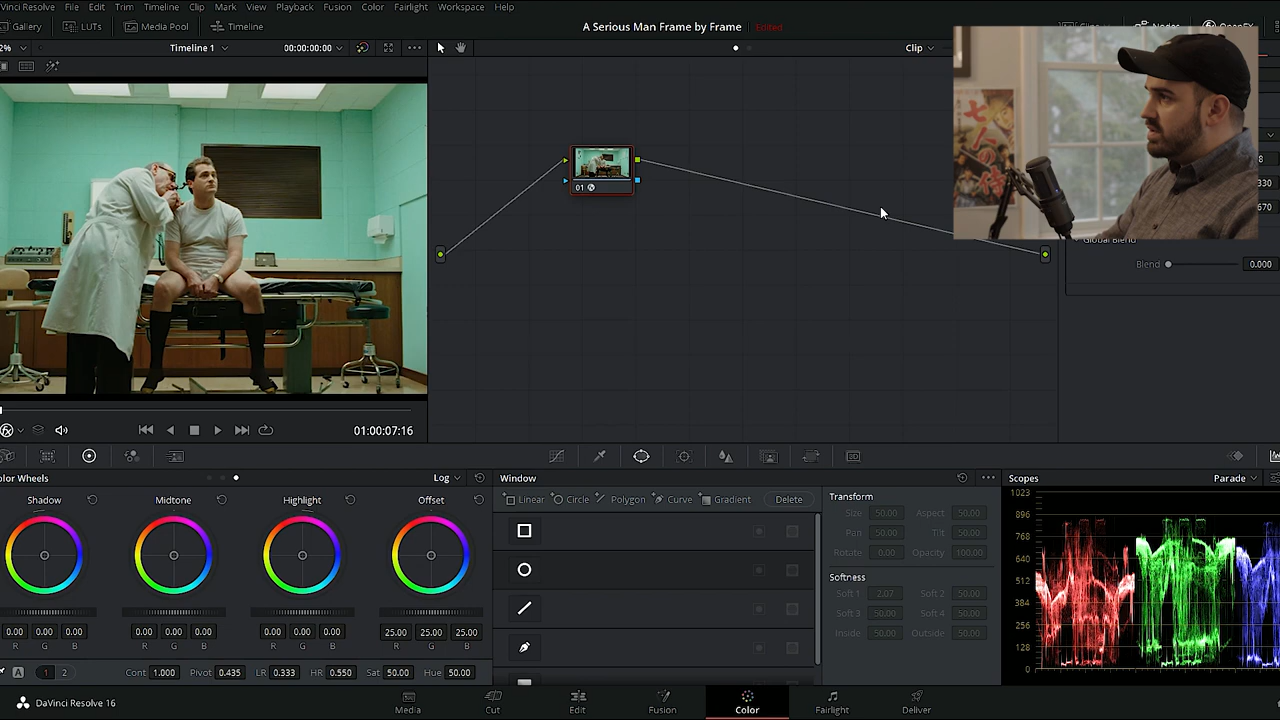 Vinci Resolve File Edit Trim Timeline Clip Mark View Playback Fusion Color Fairlight Workspace Help
Gallery LUTs Media Pool Timeline A Serious Man Frame by Frame Edited Clips Nodes OpenFX
2% Timeline 1 00:00:00:00 Clip
七人の侍
8
330
670
01
Global Blend
Blend 0.000
01:00:07:16
olor Wheels Log Window Scopes Parade
Shadow Midtone Highlight Offset
Linear Circle Polygon Curve Gradient Delete
Transform
Size 50.00 Aspect 50.00
Pan 50.00 Tilt 50.00
Rotate 0.00 Opacity 100.00
Softness
Soft 1 2.07 Soft 2 50.00
Soft 3 50.00 Soft 4 50.00
Inside 50.00 Outside 50.00
1023
896
768
640
512
384
256
128
0
0.00 0.00 0.00 0.00 0.00 0.00 0.00 0.00 0.00 25.00 25.00 25.00
R G B R G B R G B R G B
A 1 2 Cont 1.000 Pivot 0.435 LR 0.333 HR 0.550 Sat 50.00 Hue 50.00
DaVinci Resolve 16 Media Cut Edit Fusion Color Fairlight Deliver